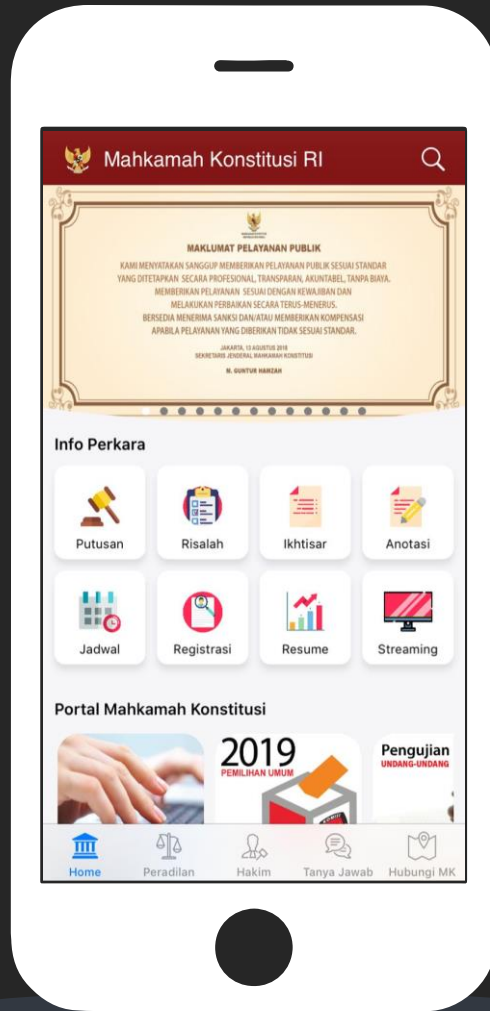 Mahkamah Konstitusi RI
MAKLUMAT PELAYANAN PUBLIK
KAMI MENYATAKAN SANGGUP MEMBERIKAN PELAYANAN PUBLIK SESUAI STANDAR
YANG DITETAPKAN SECARA PROFESIONAL, TRANSPARAN, AKUNTABEL, TANPA BIAYA.
MEMBERIKAN PELAYANAN SESUAI DENGAN KEWAJIBAN DAN
MELAKUKAN PERBAIKAN SECARA TERUS-MENERUS.
BERSEDIA MENERIMA SANKSI DAN/ATAU MEMBERIKAN KOMPENSASI
APABILA PELAYANAN YANG DIBERIKAN TIDAK SESUAI STANDAR.
JAKARTA, 13 AGUSTUS 2018
SEKRETARIS JENDERAL MAHKAMAH KONSTITUSI
M. GUNTUR HAMZAH
Info Perkara
Putusan Risalah Ikhtisar Anotasi
Jadwal Registrasi Resume Streaming
Portal Mahkamah Konstitusi
2019
PEMILIHAN UMUM
Pengujian
UNDANG-UNDANG
Home Peradilan Hakim Tanya Jawab Hubungi MK